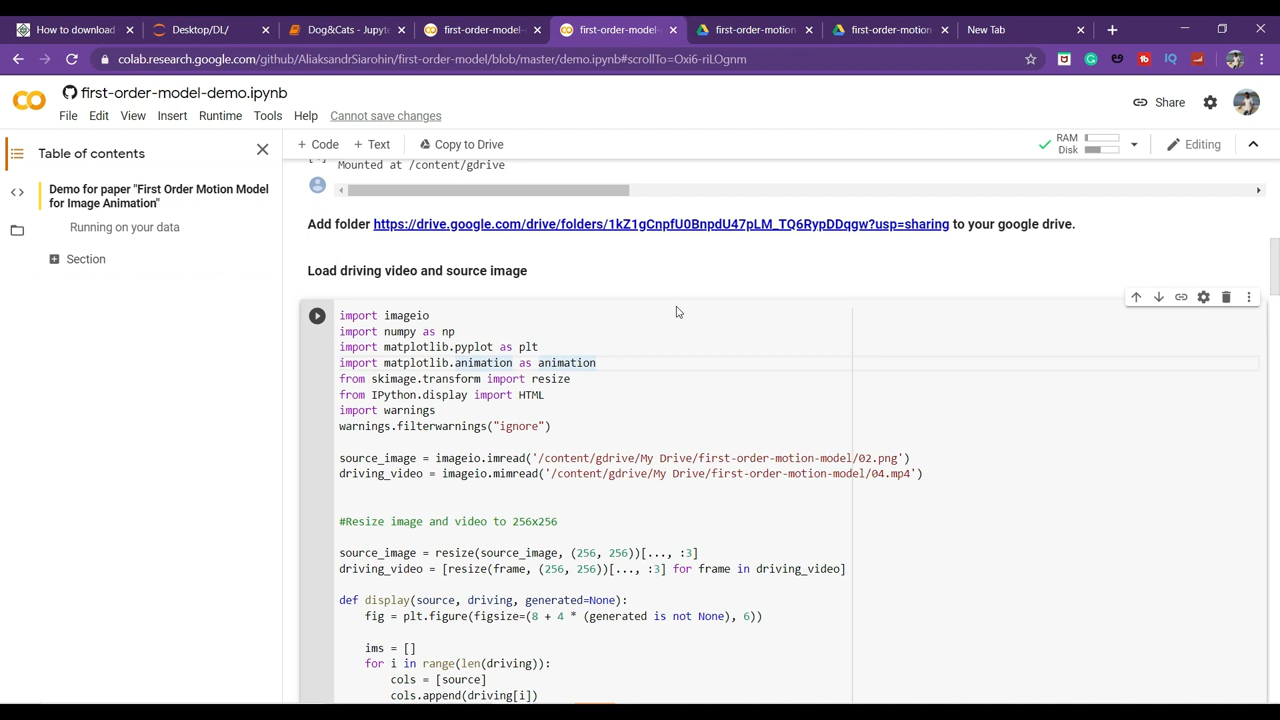 How to download
Desktop/DL/
Dog&Cats - Jupyte
first-order-model-
first-order-model-
first-order-motion
first-order-motion
New Tab
colab.research.google.com/github/AliaksandrSiarohin/first-order-model/blob/master/demo.ipynb#scrollTo=Oxi6-riLOgnm
first-order-model-demo.ipynb
Share
File Edit View Insert Runtime Tools Help Cannot save changes
Table of contents
+ Code + Text Copy to Drive
RAM
Disk
Editing
Mounted at /content/gdrive
Demo for paper "First Order Motion Model
for Image Animation"
Running on your data
Section
Add folder https://drive.google.com/drive/folders/1kZ1gCnpfU0BnpdU47pLM_TQ6RypDDqgw?usp=sharing to your google drive.
Load driving video and source image
import imageio
import numpy as np
import matplotlib.pyplot as plt
import matplotlib.animation as animation
from skimage.transform import resize
from IPython.display import HTML
import warnings
warnings.filterwarnings("ignore")
source_image = imageio.imread('/content/gdrive/My Drive/first-order-motion-model/02.png')
driving_video = imageio.mimread('/content/gdrive/My Drive/first-order-motion-model/04.mp4')
#Resize image and video to 256x256
source_image = resize(source_image, (256, 256))[..., :3]
driving_video = [resize(frame, (256, 256))[..., :3] for frame in driving_video]
def display(source, driving, generated=None):
fig = plt.figure(figsize=(8 + 4 * (generated is not None), 6))
ims = []
for i in range(len(driving)):
cols = [source]
cols.append(driving[i])